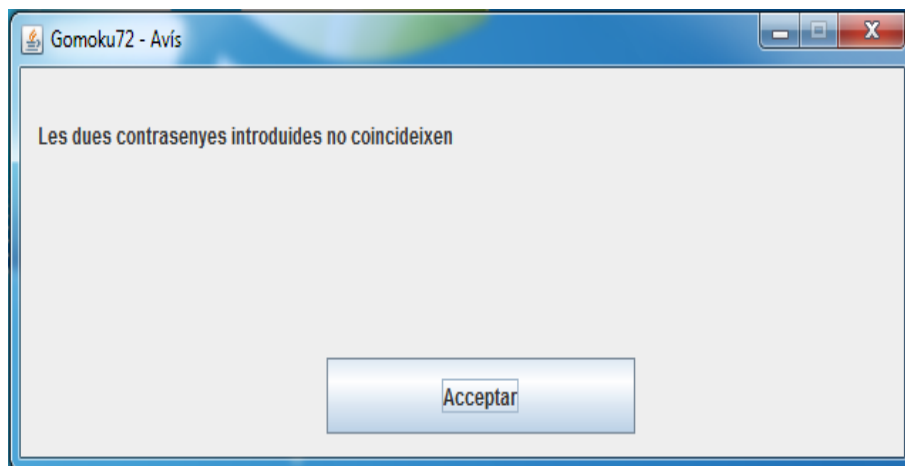 Gomoku72 - Avís
Les dues contrasenyes introduides no coincideixen
Acceptar